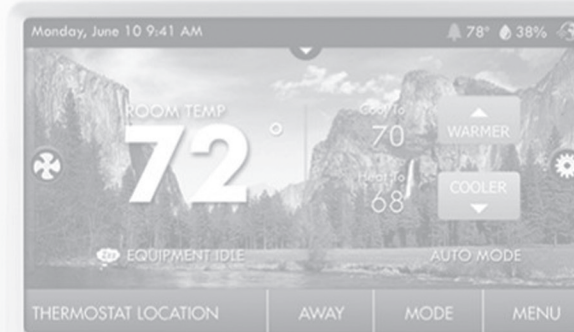 Monday, June 10 9:41 AM
78° 38%
ROOM TEMP
72°
Cool To
70
WARMER
Heat To
68
COOLER
Zzz EQUIPMENT IDLE
AUTO MODE
THERMOSTAT LOCATION
AWAY
MODE
MENU